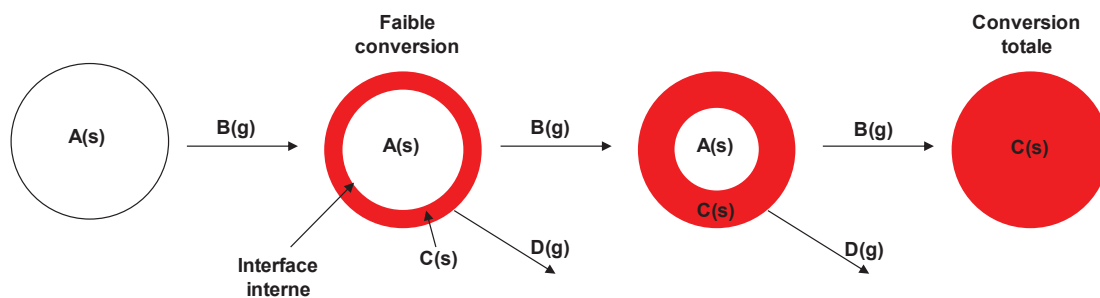 Faible
conversion
Conversion
totale
A(s)
B(g)
A(s)
B(g)
A(s)
B(g)
C(s)
C(s)
Interface
interne
C(s)
D(g)
D(g)